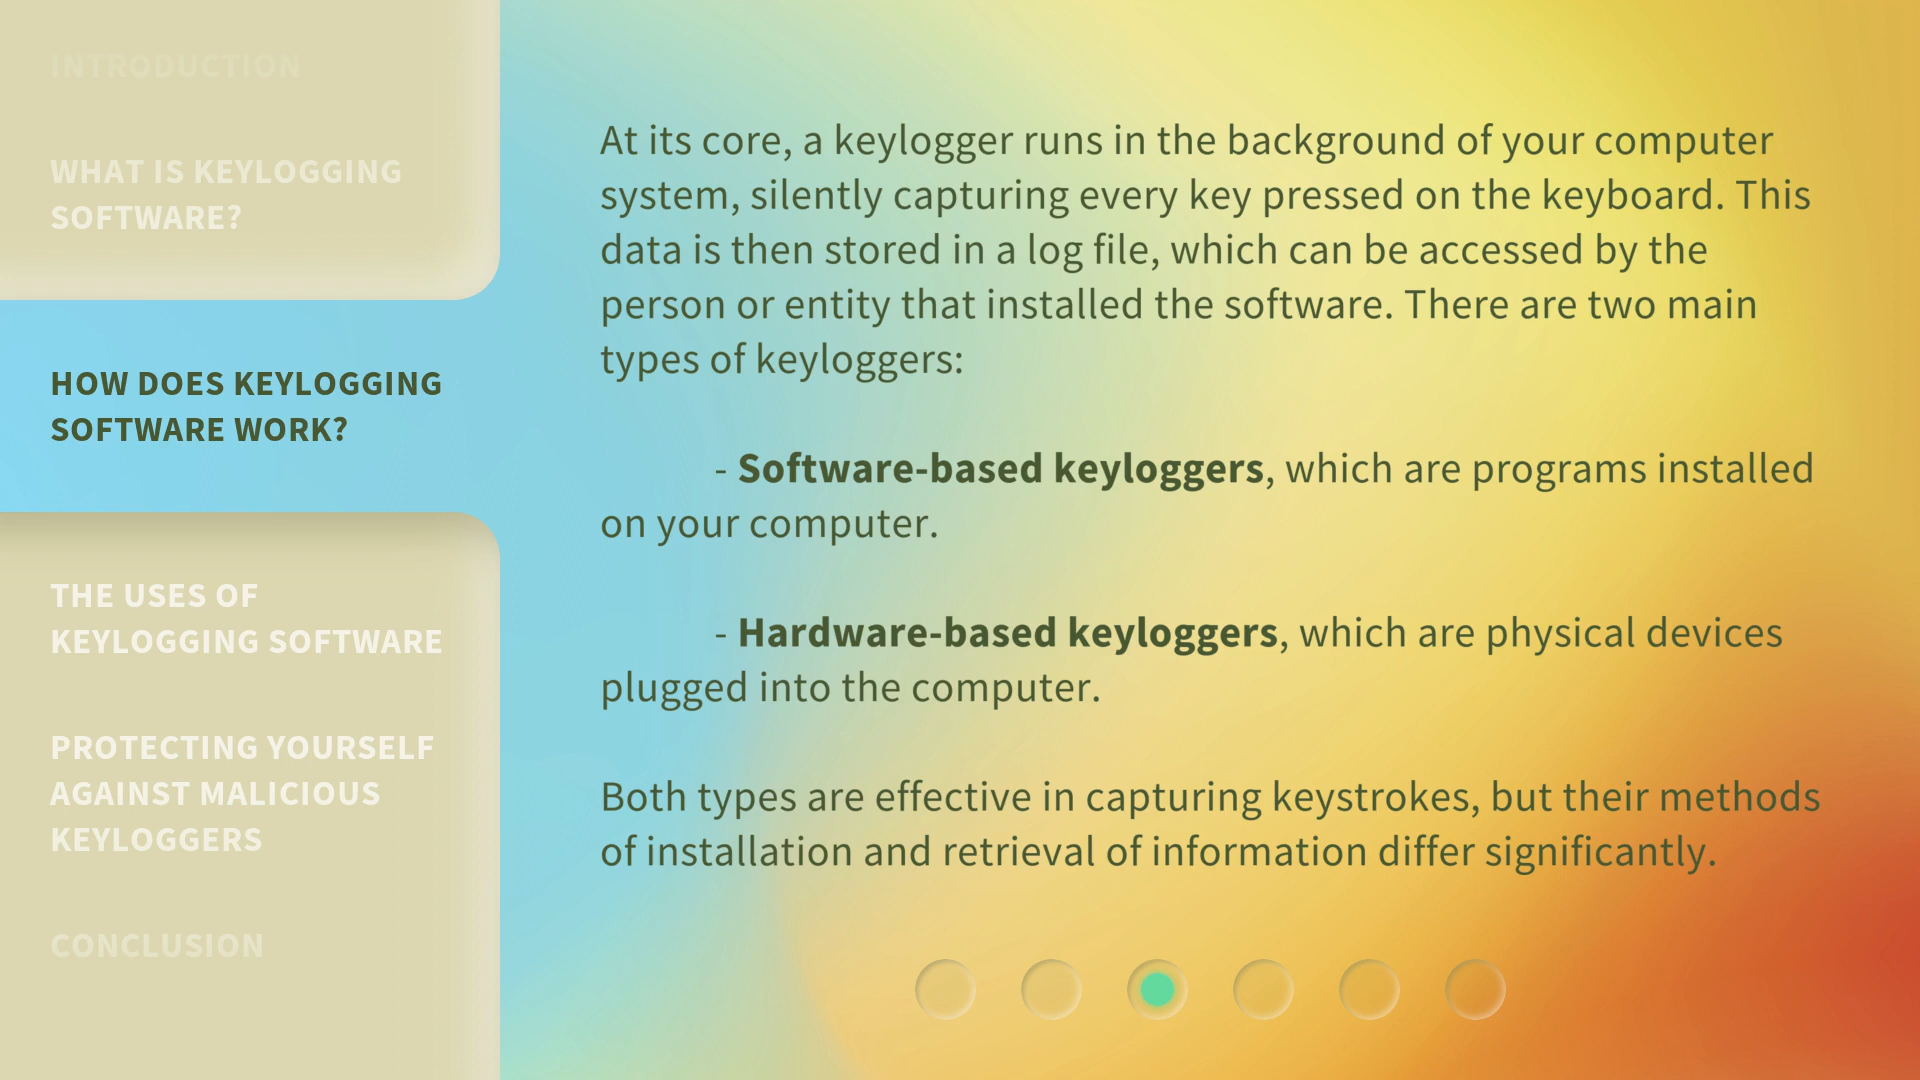 INTRODUCTION
WHAT IS KEYLOGGING
SOFTWARE?
HOW DOES KEYLOGGING
SOFTWARE WORK?
THE USES OF
KEYLOGGING SOFTWARE
PROTECTING YOURSELF
AGAINST MALICIOUS
KEYLOGGERS
CONCLUSION
At its core, a keylogger runs in the background of your computer
system, silently capturing every key pressed on the keyboard. This
data is then stored in a log file, which can be accessed by the
person or entity that installed the software. There are two main
types of keyloggers:
- Software-based keyloggers, which are programs installed
on your computer.
- Hardware-based keyloggers, which are physical devices
plugged into the computer.
Both types are effective in capturing keystrokes, but their methods
of installation and retrieval of information differ significantly.